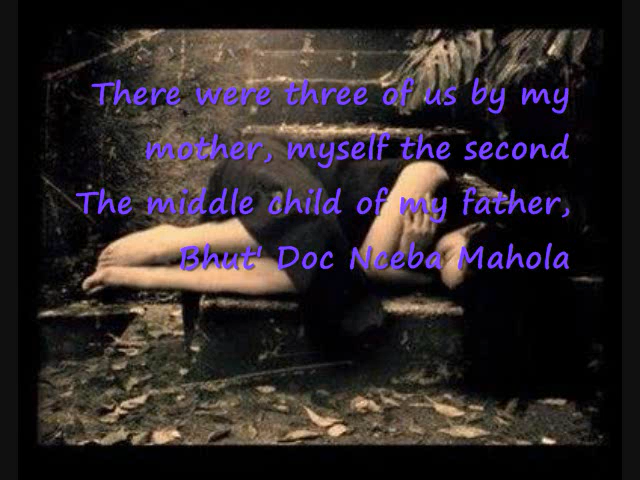 There were three of us by my
mother, myself the second
The middle child of my father,
Bhut' Doc Nceba Mahola